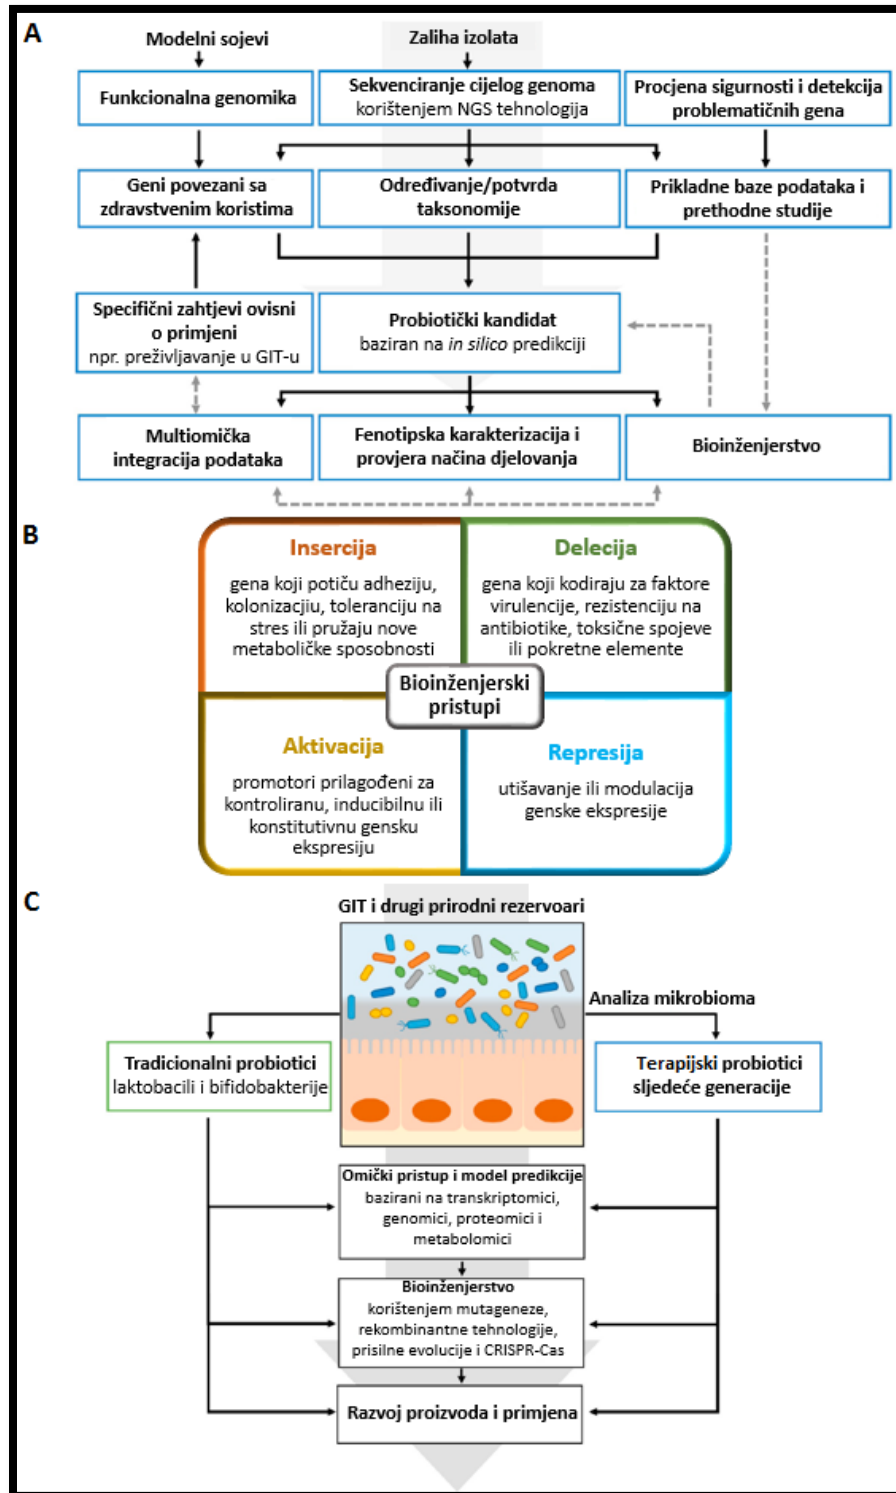 A
Modelni sojevi
Zaliha izolata
Funkcionalna genomika
Sekvenciranje cijelog genoma
korištenjem NGS tehnologija
Procjena sigurnosti i detekcija
problematičnih gena
Geni povezani sa
zdravstvenim koristima
Određivanje/potvrda
taksonomije
Prikladne baze podataka i
prethodne studije
Specifični zahtjevi ovisni
o primjeni
npr. preživljavanje u GIT-u
Probiotički kandidat
baziran na in silico predikciji
Multiomička
integracija podataka
Fenotipska karakterizacija i
provjera načina djelovanja
Bioinženjerstvo
B
Insercija
gena koji potiču adheziju,
kolonizacjiu, toleranciju na
stres ili pružaju nove
metaboličke sposobnosti
Delecija
gena koji kodiraju za faktore
virulencije, rezistenciju na
antibiotike, toksične spojeve
ili pokretne elemente
Bioinženjerski
pristupi
Aktivacija
promotori prilagođeni za
kontroliranu, inducibilnu ili
konstitutivnu gensku
ekspresiju
Represija
utišavanje ili modulacija
genske ekspresije
C
GIT i drugi prirodni rezervoari
Analiza mikrobioma
Tradicionalni probiotici
laktobacili i bifidobakterije
Terapijski probiotici
sljedeće generacije
Omički pristup i model predikcije
bazirani na transkriptomici,
genomici, proteomici i
metabolomici
Bioinženjerstvo
korištenjem mutageneze,
rekombinantne tehnologije,
prisilne evolucije i CRISPR-Cas
Razvoj proizvoda i primjena